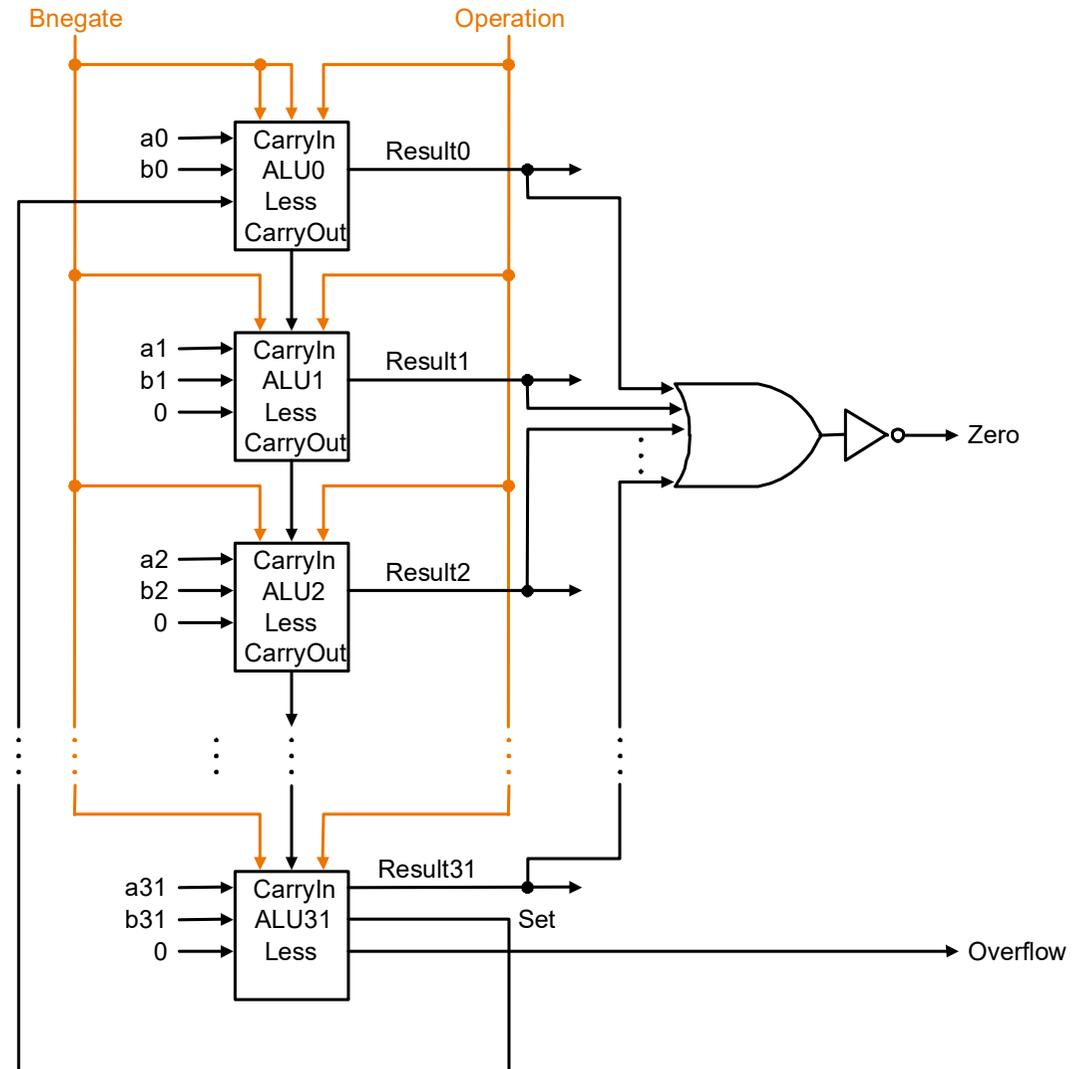 Bnegate
Operation
a0
b0
CarryIn
ALU0
Less
CarryOut
Result0
a1
b1
0
CarryIn
ALU1
Less
CarryOut
Result1
a2
b2
0
CarryIn
ALU2
Less
CarryOut
Result2
Zero
a31
b31
0
CarryIn
ALU31
Less
Result31
Set
Overflow